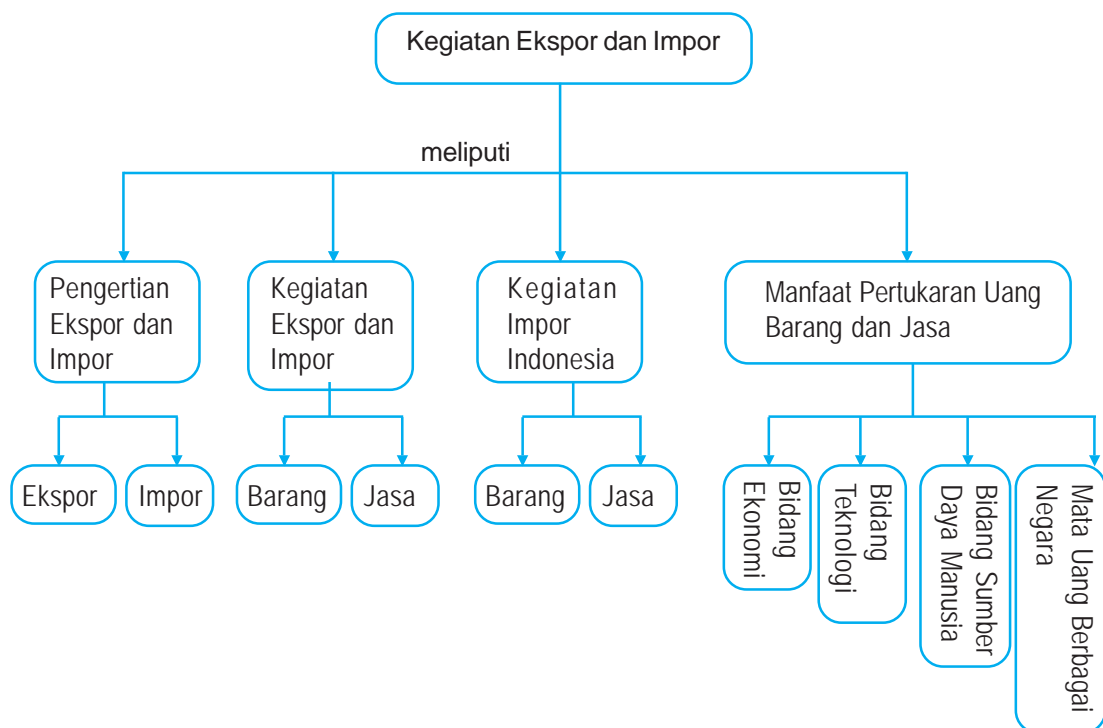 Kegiatan Ekspor dan Impor
meliputi
Pengertian
Ekspor dan
Impor
Kegiatan
Ekspor dan
Impor
Kegiatan
Impor
Indonesia
Manfaat Pertukaran Uang
Barang dan Jasa
Ekspor
Impor
Barang
Jasa
Barang
Jasa
Bidang
Ekonomi
Bidang
Teknologi
Bidang Sumber
Daya Manusia
Mata Uang Berbagai
Negara